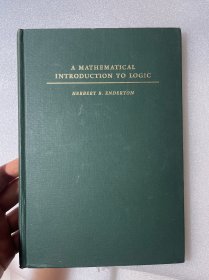 A MATHEMATICAL
INTRODUCTION TO LOGIC
HERBERT B. ENDERTON